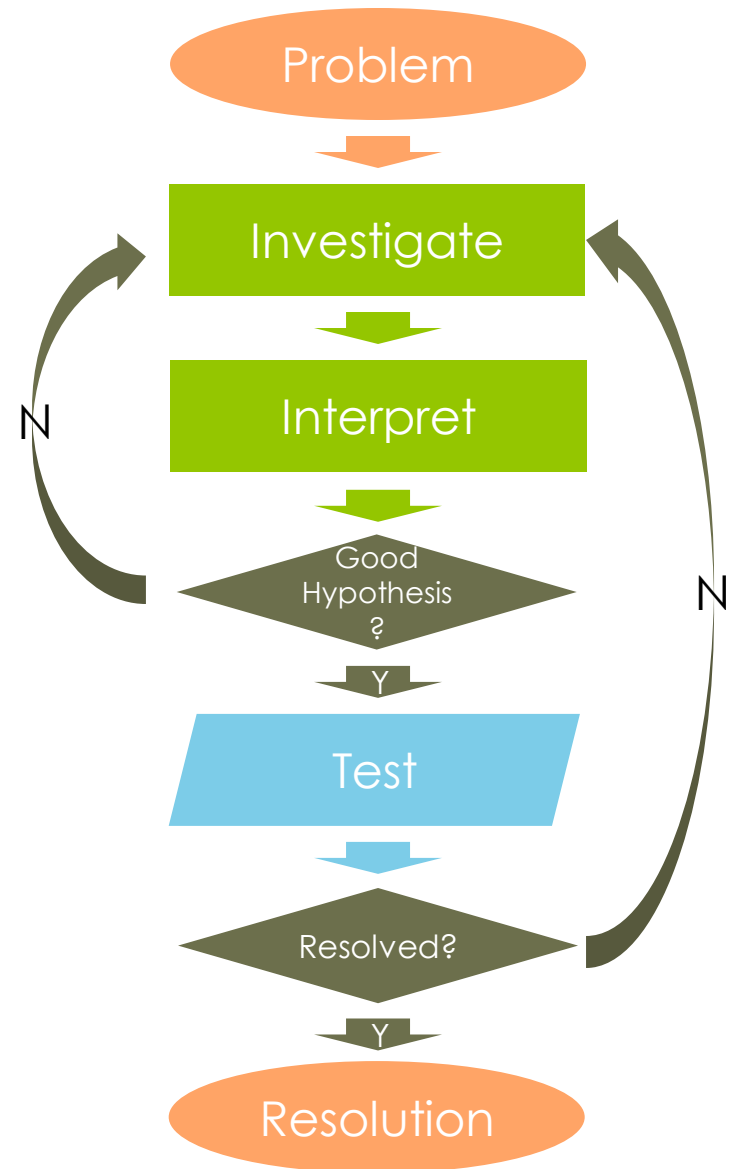 Problem
Investigate
Interpret
N
Good
Hypothesis
?
N
Y
Test
Resolved?
Y
Resolution